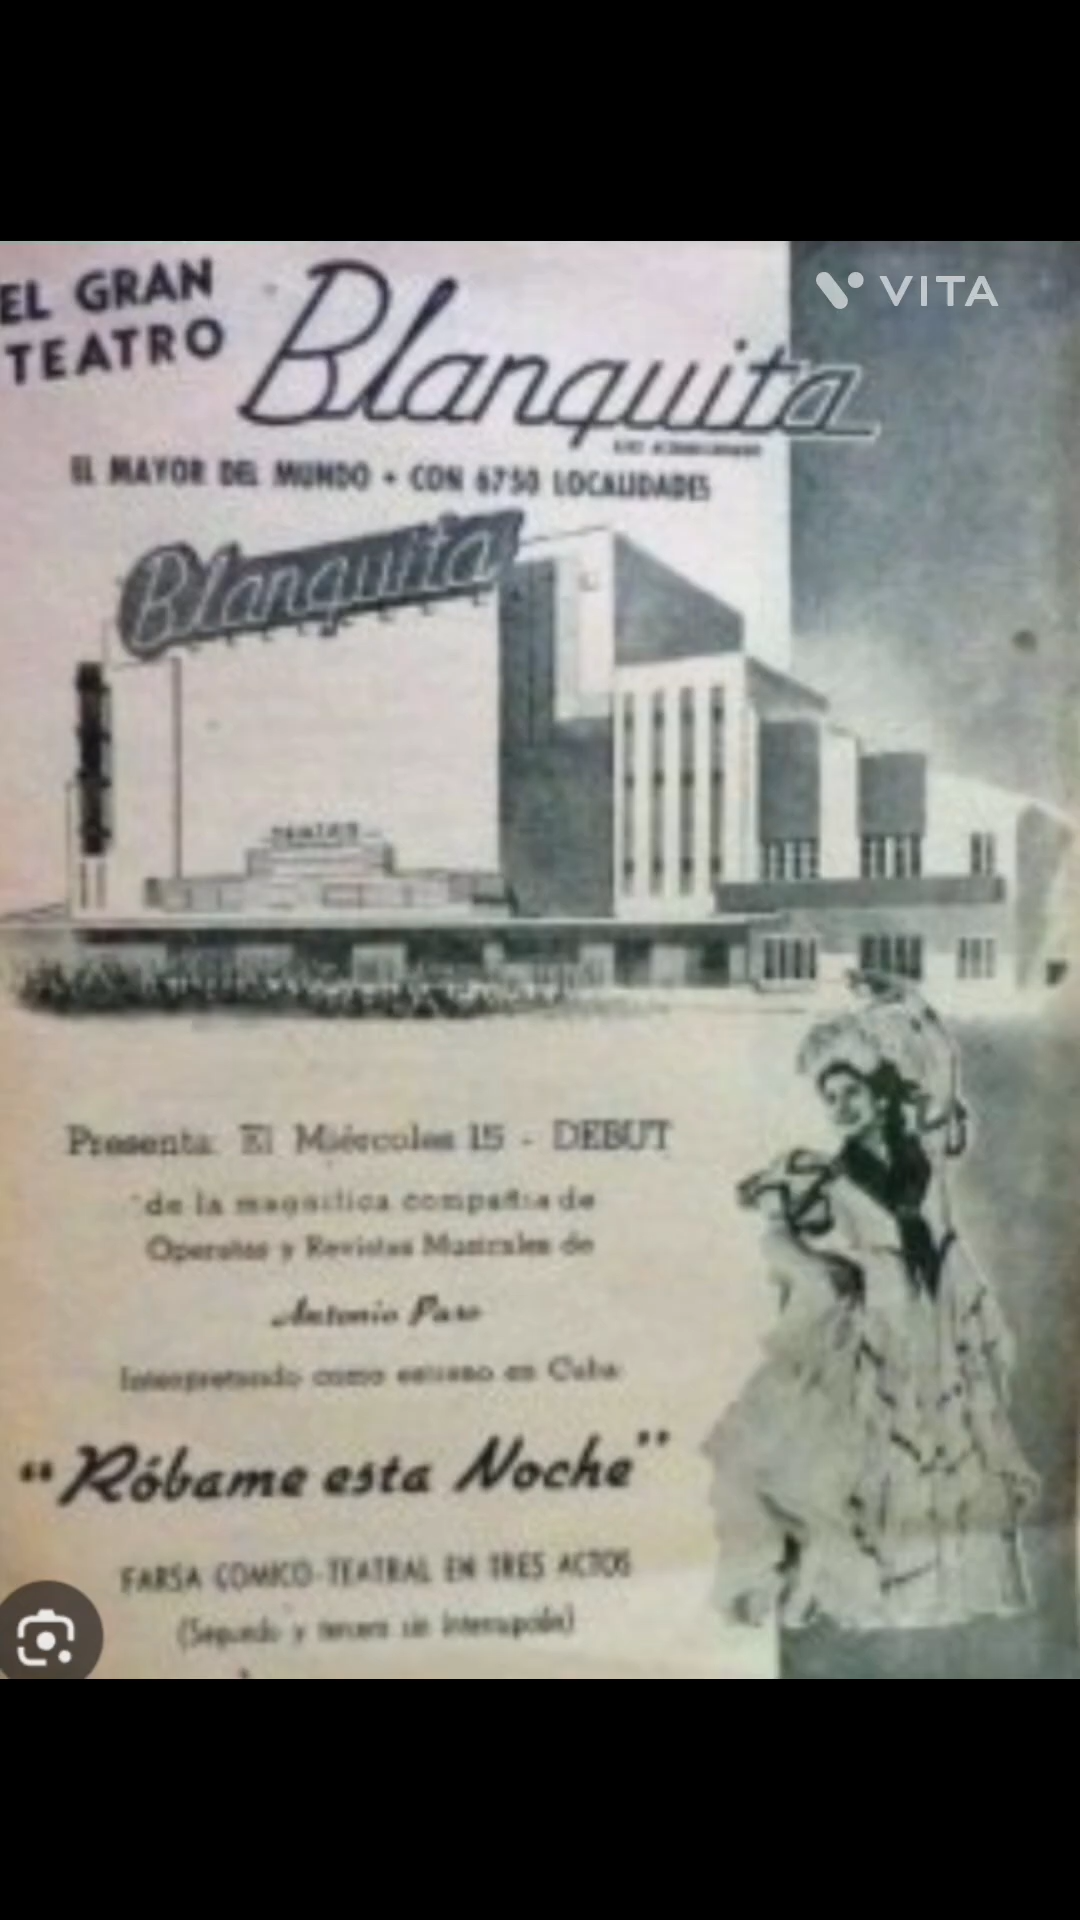 EL GRAN
TEATRO
Blanquita
VITA
EL MAYOR DEL MUNDO • CON 6750 LOCALIDADES
Blanquita
Presenta: El Miércoles 15 - DEBUT
de la magnifica compañia de
Operetas y Revistas Musicales de
Antonio Paso
Interpretando como estreno en Cuba:
"Róbame esta Noche"
FARSA COMICO-TEATRAL EN TRES ACTOS
(Segundo y tercero sin interrupción)